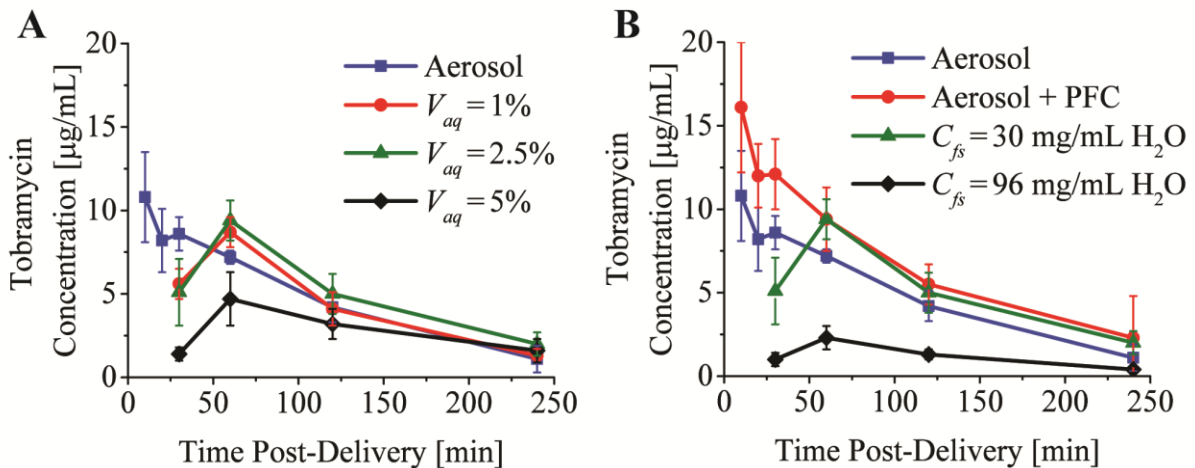 A
Tobramycin
Concentration [µg/mL]
20
15
10
5
0
Aerosol
V_aq = 1%
V_aq = 2.5%
V_aq = 5%
0 50 100 150 200 250
Time Post-Delivery [min]
B
Tobramycin
Concentration [µg/mL]
20
15
10
5
0
Aerosol
Aerosol + PFC
C_fs = 30 mg/mL H₂O
C_fs = 96 mg/mL H₂O
0 50 100 150 200 250
Time Post-Delivery [min]